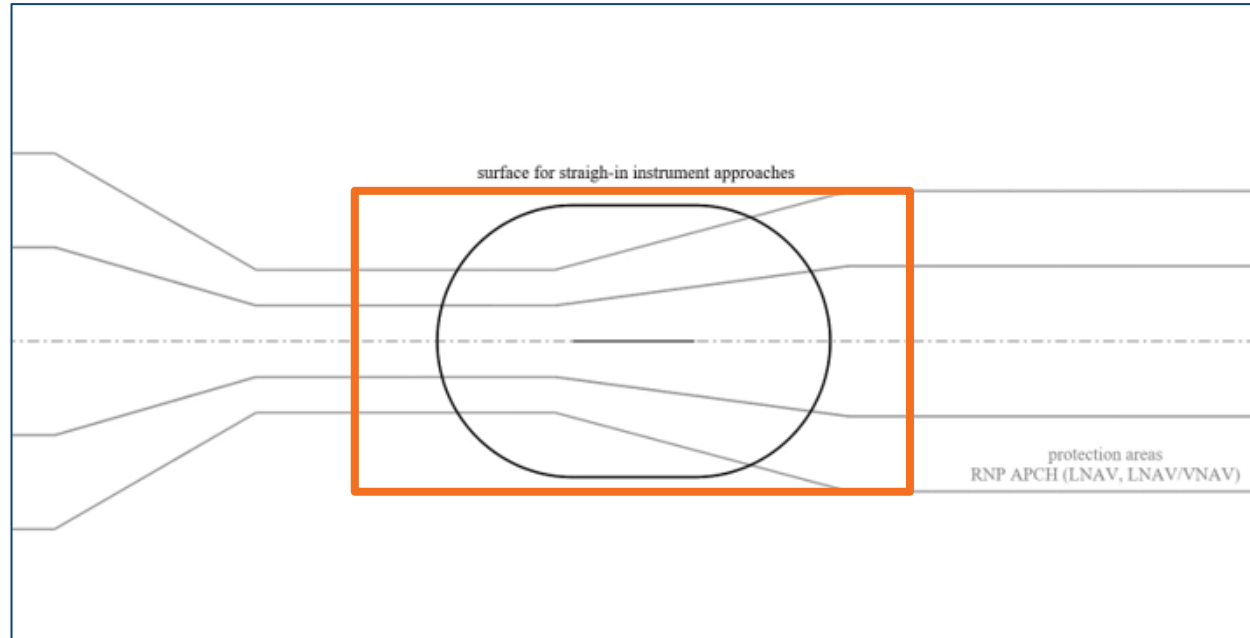 surface for straigh-in instrument approaches
protection areas
RNP APCH (LNAV, LNAV/VNAV)